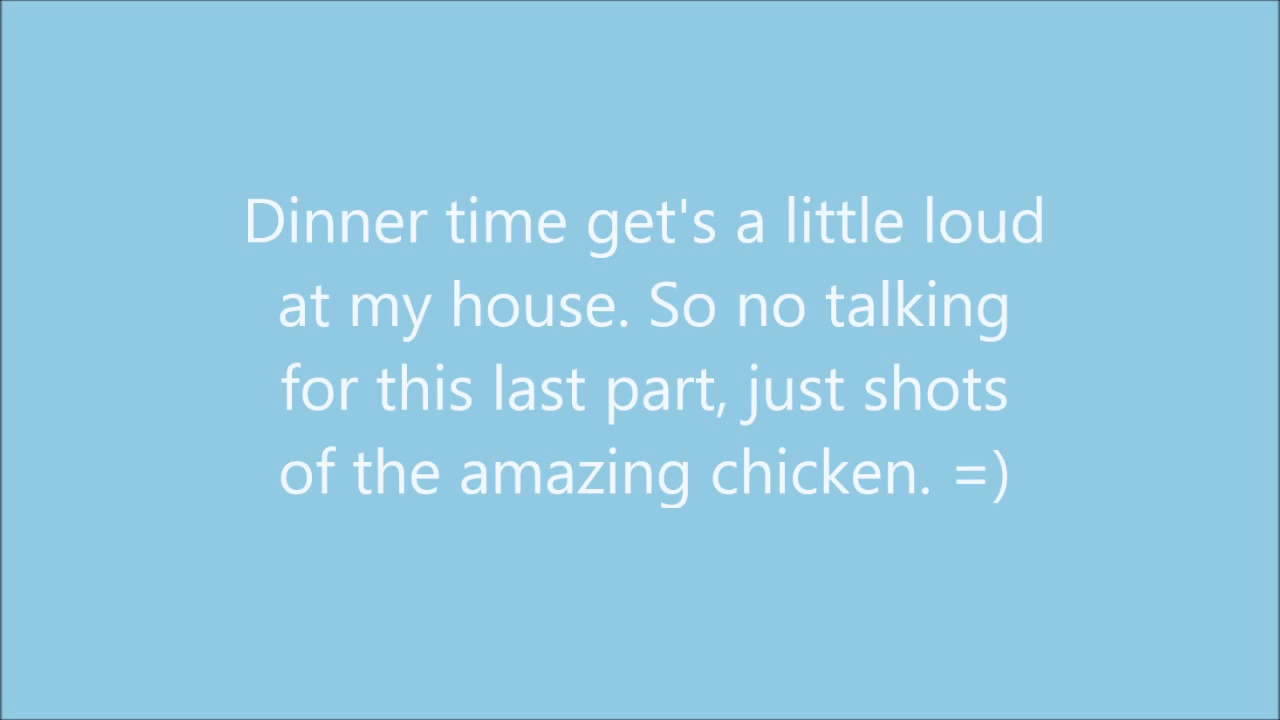 Dinner time get's a little loud
at my house. So no talking
for this last part, just shots
of the amazing chicken. =)